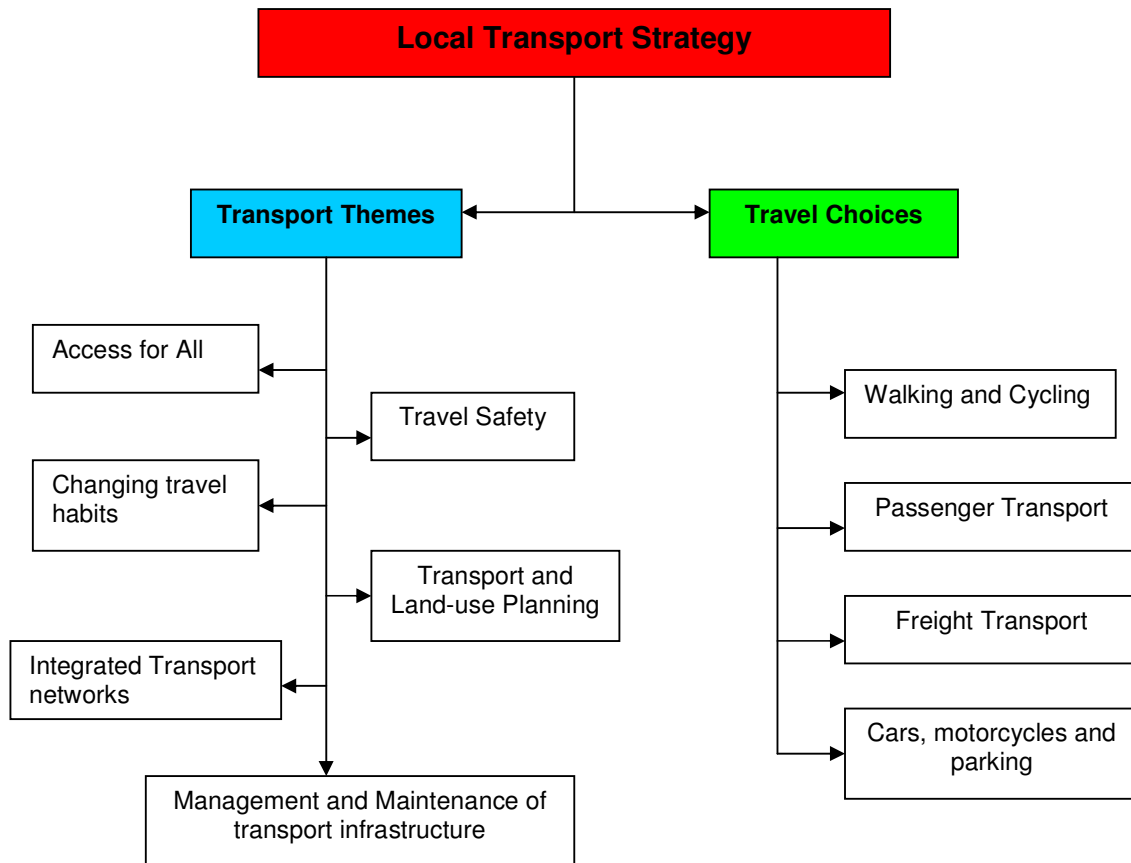 Local Transport Strategy
Transport Themes
Travel Choices
Access for All
Travel Safety
Changing travel
habits
Transport and
Land-use Planning
Integrated Transport
networks
Management and Maintenance of
transport infrastructure
Walking and Cycling
Passenger Transport
Freight Transport
Cars, motorcycles and
parking